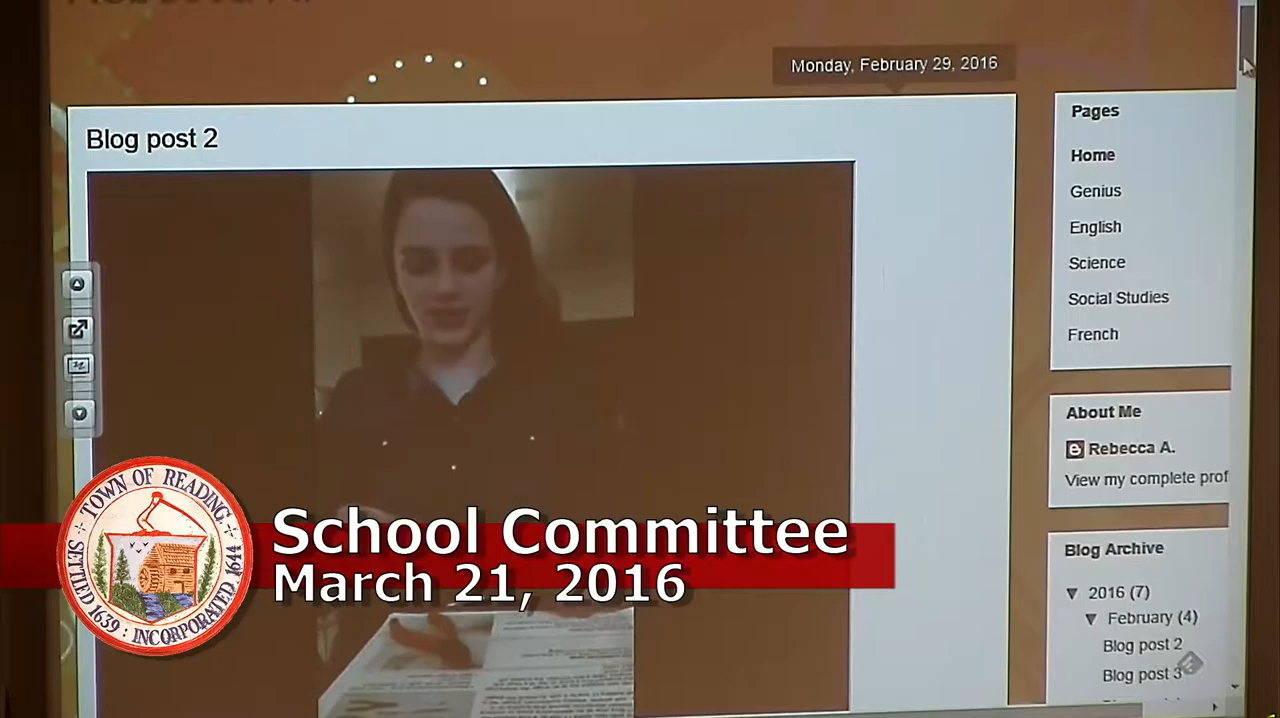 Monday, February 29, 2016
Blog post 2
Pages
Home
Genius
English
Science
Social Studies
French
About Me
Rebecca A.
View my complete prof
Blog Archive
▼ 2016 (7)
▼ February (4)
Blog post 2
Blog post 3
TOWN OF READING
SETTLED 1639 : INCORPORATED 1644
School Committee
March 21, 2016